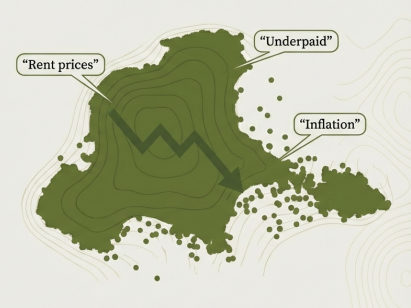 “Underpaid”
“Rent prices”
“Inflation”